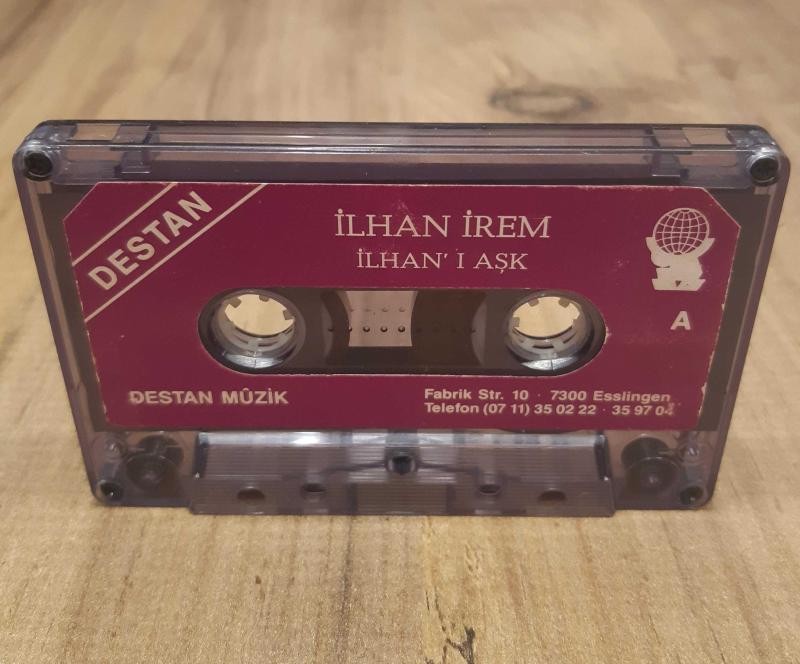 DESTAN
İLHAN İREM
İLHAN' I AŞK
A
DESTAN MÛZİK
Fabrik Str. 10 · 7300 Esslingen
Telefon (07 11) 35 02 22 · 35 97 04